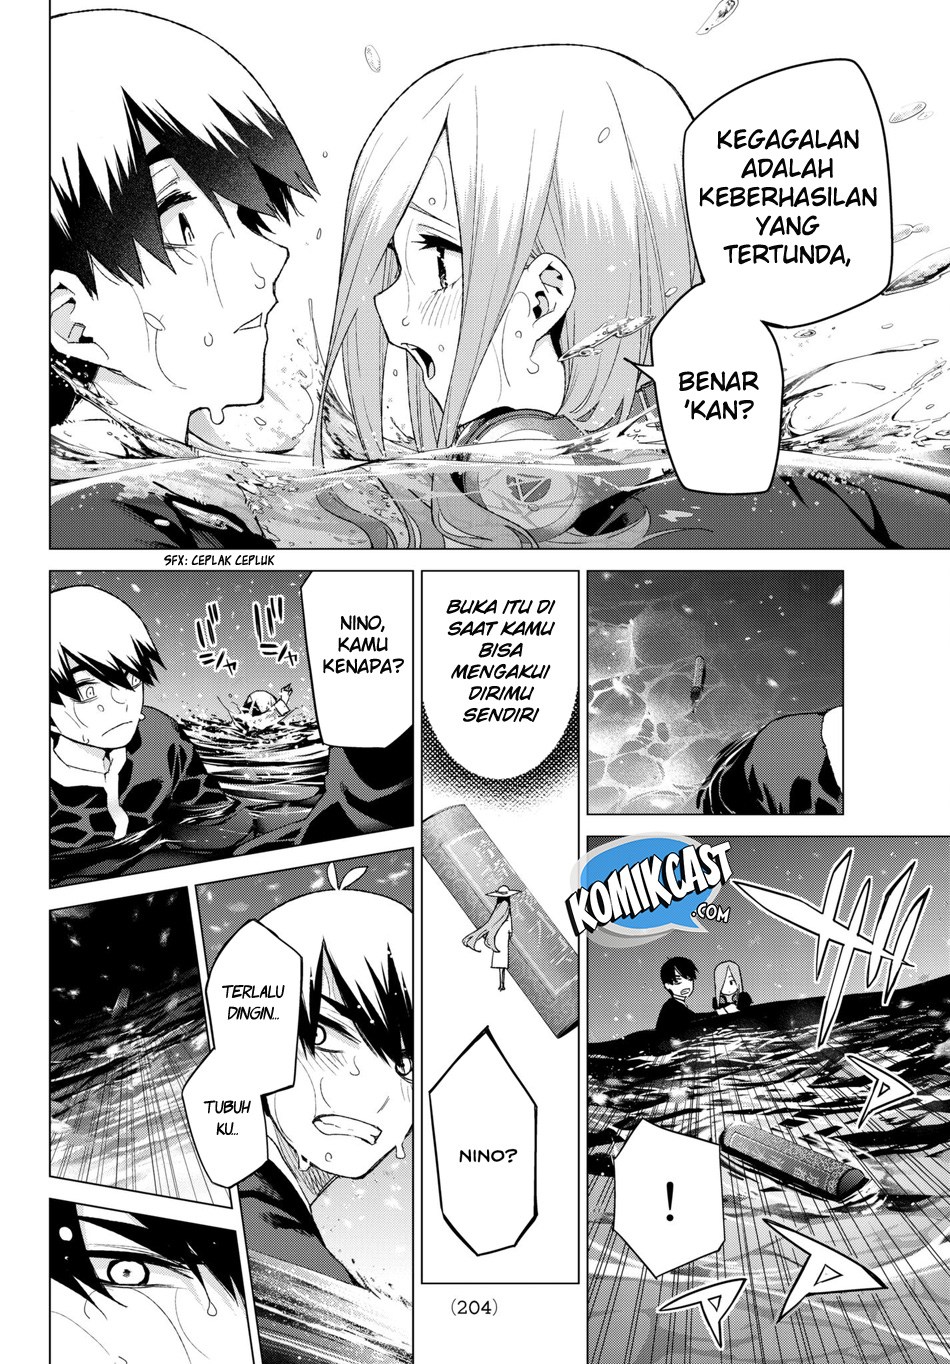 KEGAGALAN
ADALAH
KEBERHASILAN
YANG
TERTUNDA,
BENAR
'KAN?
SFX: CEPLAK CEPLUK
BUKA ITU DI
SAAT KAMU
BISA
MENGAKUI
DIRIMU
SENDIRI
NINO,
KAMU
KENAPA?
KOMIKCAST
.COM
!
NINO?
TERLALU
DINGIN...
TUBUH
KU...
(204)